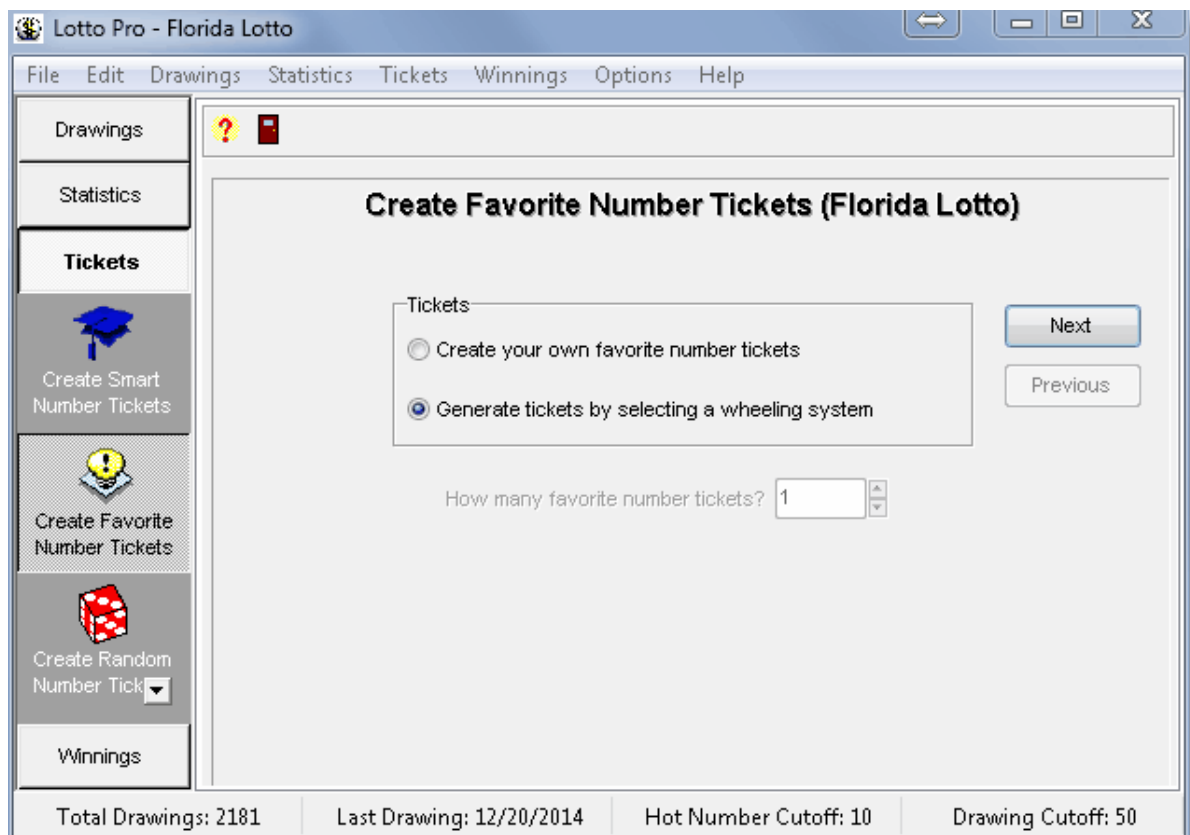 Lotto Pro - Florida Lotto
File Edit Drawings Statistics Tickets Winnings Options Help
Drawings
Statistics
Tickets
Create Smart
Number Tickets
Create Favorite
Number Tickets
Create Random
Number Tick
Winnings
Create Favorite Number Tickets (Florida Lotto)
Tickets
Create your own favorite number tickets
Generate tickets by selecting a wheeling system
How many favorite number tickets? 1
Next
Previous
Total Drawings: 2181 Last Drawing: 12/20/2014 Hot Number Cutoff: 10 Drawing Cutoff: 50